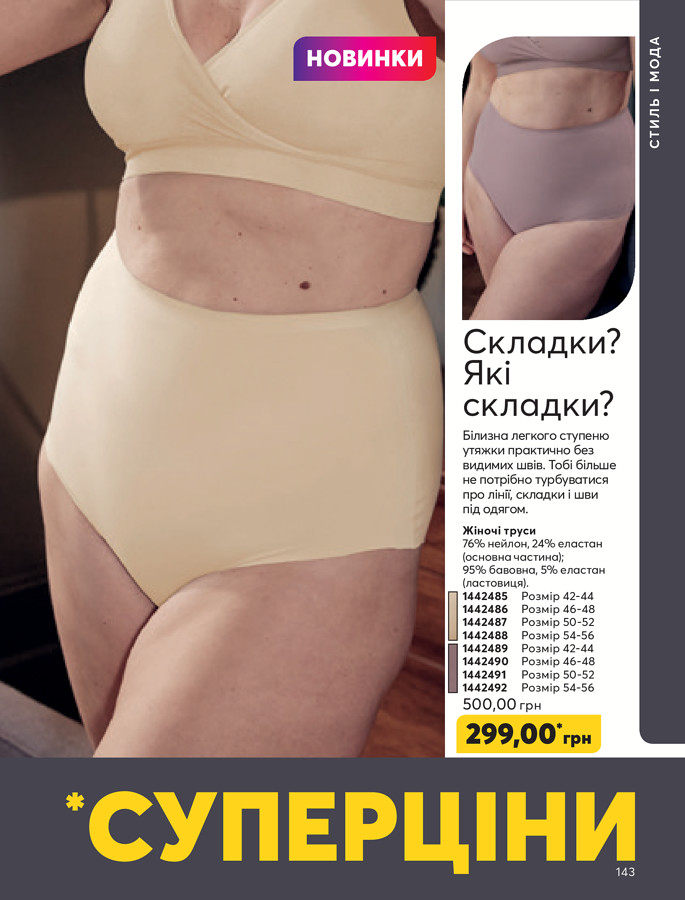 НОВИНКИ
СТИЛЬ І МОДА
Складки?
Які
складки?
Білизна легкого ступеню
утяжки практично без
видимих швів. Тобі більше
не потрібно турбуватися
про лінії, складки і шви
під одягом.
Жіночі труси
76% нейлон, 24% еластан
(основна частина);
95% бавовна, 5% еластан
(ластовиця).
1442485 Розмір 42-44
1442486 Розмір 46-48
1442487 Розмір 50-52
1442488 Розмір 54-56
1442489 Розмір 42-44
1442490 Розмір 46-48
1442491 Розмір 50-52
1442492 Розмір 54-56
500,00 грн
299,00* грн
*СУПЕРЦІНИ
143